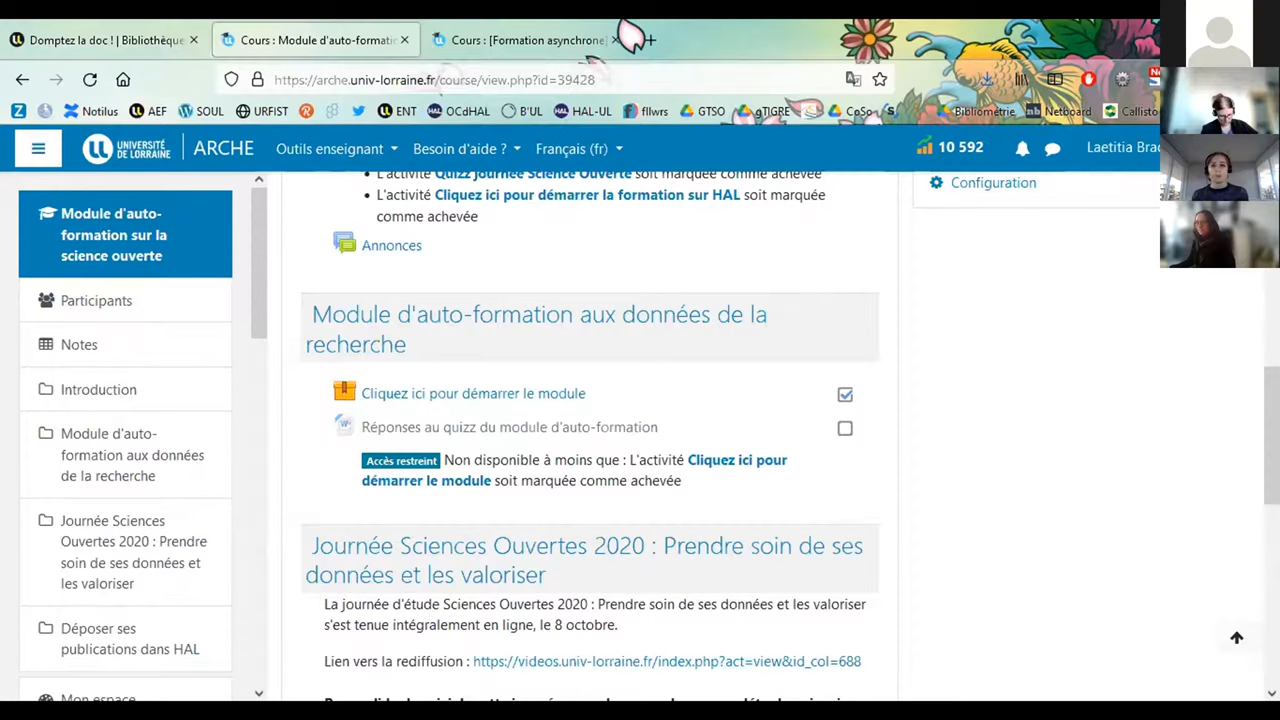 Domptez la doc ! | Bibliothèque
Cours : Module d'auto-formati
Cours : [Formation asynchrone]
https://arche.univ-lorraine.fr/course/view.php?id=39428
Notilus
AEF
SOUL
URFIST
ENT
OCdHAL
B'UL
HAL-UL
fllwrs
GTSO
gTIGRE
CoSo
Bibliométrie
Netboard
Callisto
UNIVERSITÉ
DE LORRAINE
ARCHE
Outils enseignant
Besoin d'aide ?
Français (fr)
10 592
Laetitia Brac
Module d'auto-
formation sur la
science ouverte
Participants
Notes
Introduction
Module d'auto-
formation aux données
de la recherche
Journée Sciences
Ouvertes 2020 : Prendre
soin de ses données et
les valoriser
Déposer ses
publications dans HAL
Mon espace
L'activité Quizz Journée Science Ouverte soit marquée comme achevée
L'activité Cliquez ici pour démarrer la formation sur HAL soit marquée
comme achevée
Annonces
Module d'auto-formation aux données de la
recherche
Cliquez ici pour démarrer le module
Réponses au quizz du module d'auto-formation
Accès restreint Non disponible à moins que : L'activité Cliquez ici pour
démarrer le module soit marquée comme achevée
Journée Sciences Ouvertes 2020 : Prendre soin de ses
données et les valoriser
La journée d'étude Sciences Ouvertes 2020 : Prendre soin de ses données et les valoriser
s'est tenue intégralement en ligne, le 8 octobre.
Lien vers la rediffusion : https://videos.univ-lorraine.fr/index.php?act=view&id_col=688
Configuration